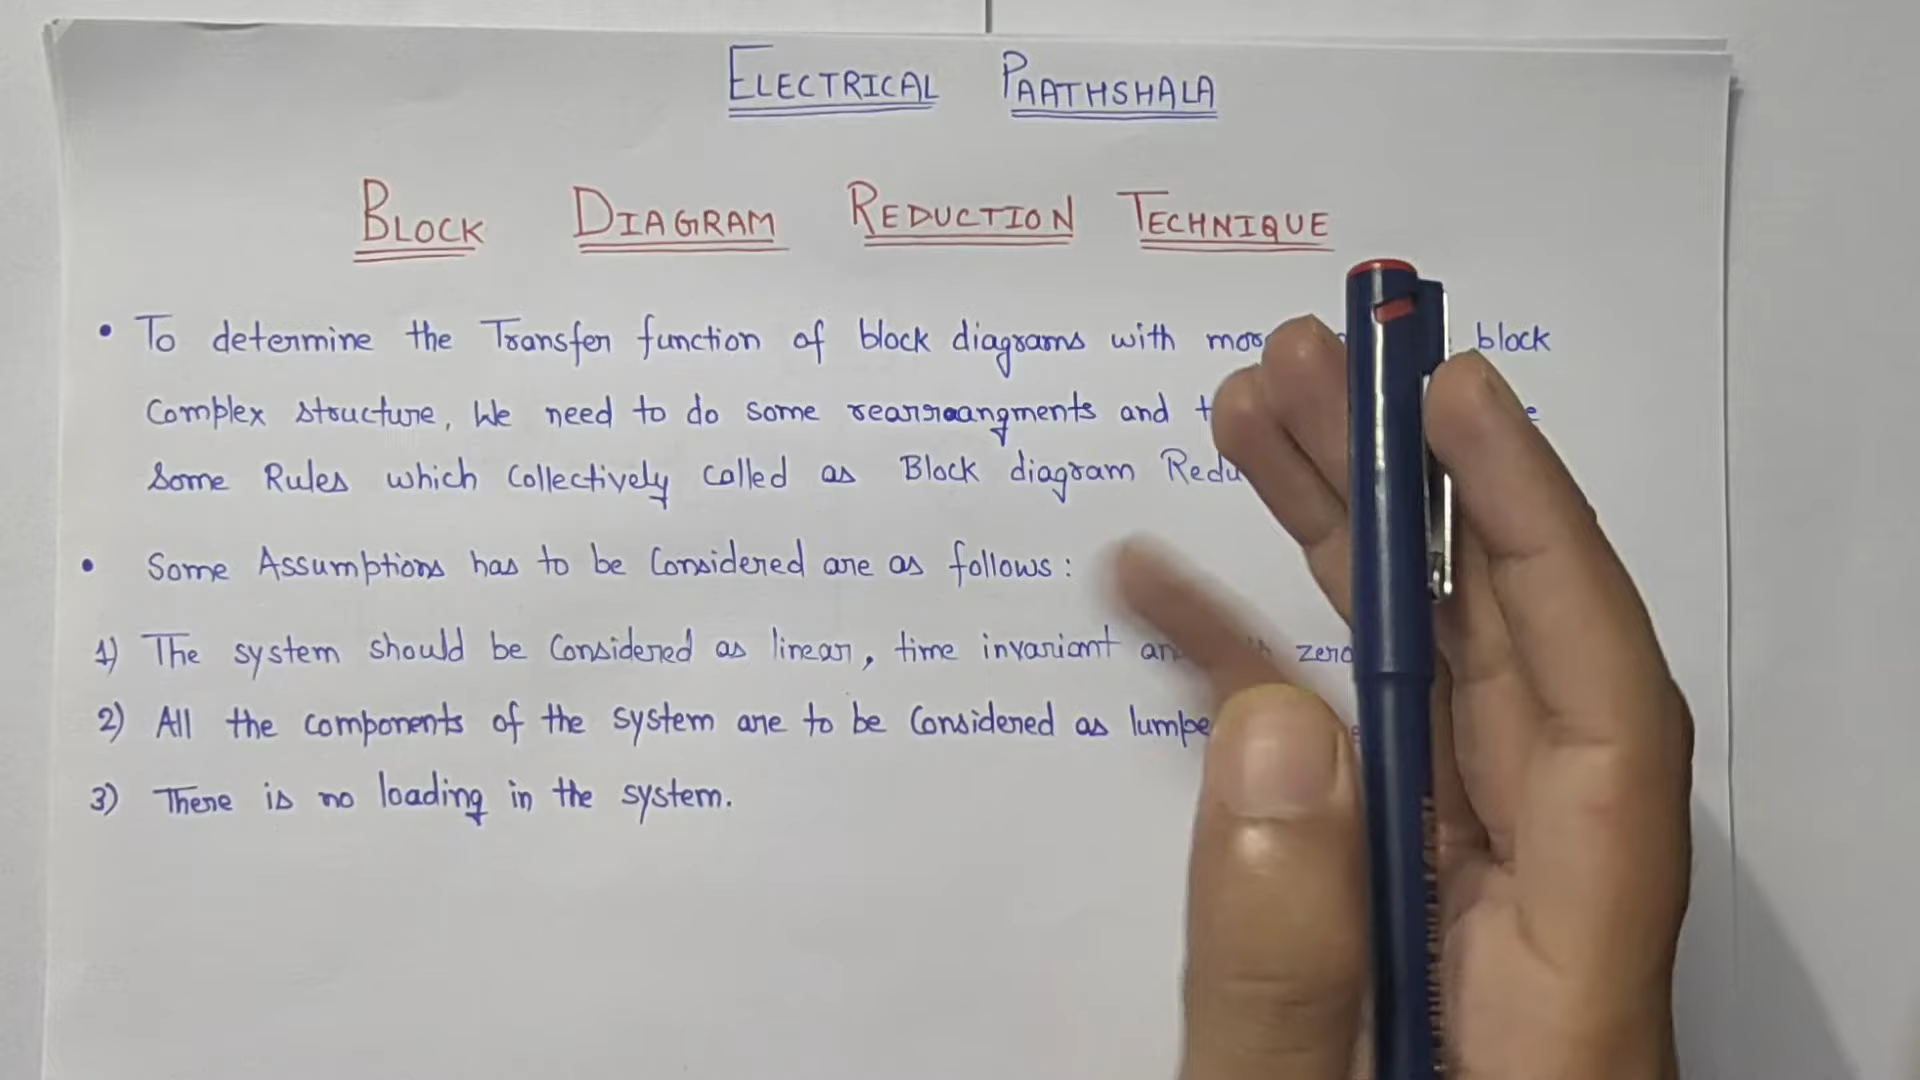 ELECTRICAL PAATHSHALA
BLOCK DIAGRAM REDUCTION TECHNIQUE
• To determine the Transfer function of block diagrams with block
Complex structure, We need to do some rearraangments and
Some Rules which Collectively called as Block diagram
• Some Assumptions has to be Considered are as follows:
1) The system should be Considered as linear, time invariant zero
2) All the components of the system are to be Considered as
3) There is no loading in the system.